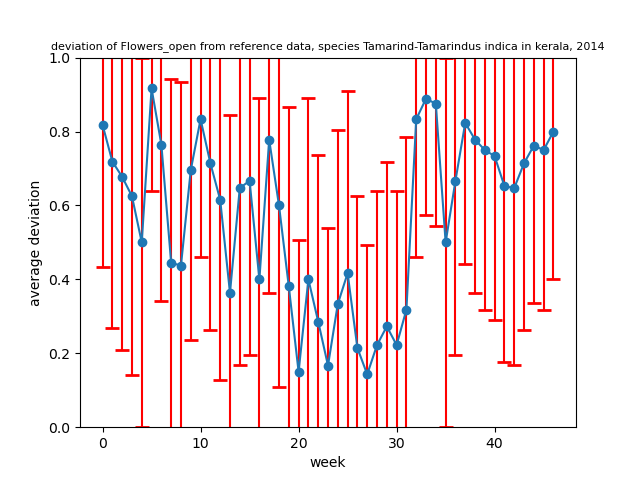 deviation of Flowers_open from reference data, species Tamarind-Tamarindus indica in kerala, 2014
1.0
0.8
0.6
0.4
0.2
0.0
average deviation
0 10 20 30 40
week